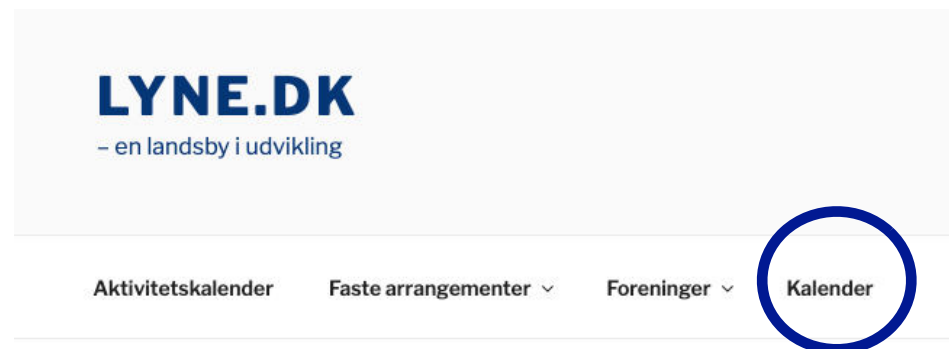 LYNE.DK
– en landsby i udvikling
Aktivitetskalender Faste arrangementer Foreninger Kalender